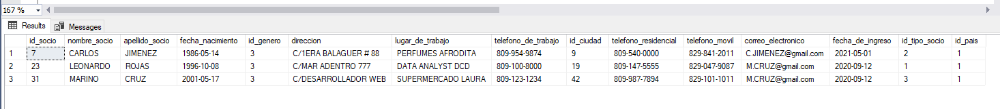 167 %
Results Messages
id_socio nombre_socio apellido_socio fecha_nacimiento id_genero direccion lugar_de_trabajo telefono_de_trabajo id_ciudad telefono_residencial telefono_movil correo_electronico fecha_de_ingreso id_tipo_socio id_pais
1 7 CARLOS JIMENEZ 1986-05-14 3 C/1ERA BALAGUER # 88 PERFUMES AFRODITA 809-954-9874 9 809-540-0000 829-841-2011 C.JIMENEZ@gmail.com 2021-05-01 2 1
2 23 LEONARDO ROJAS 1996-10-08 3 C/MAR ADENTRO 777 DATA ANALYST DCD 809-100-8000 19 809-147-5555 829-047-9087 M.CRUZ@gmail.com 2020-09-12 1 1
3 31 MARINO CRUZ 2001-05-17 3 C/DESARROLLADOR WEB SUPERMERCADO LAURA 809-123-1234 42 809-987-7894 829-101-1011 M.CRUZ@gmail.com 2020-09-12 3 1